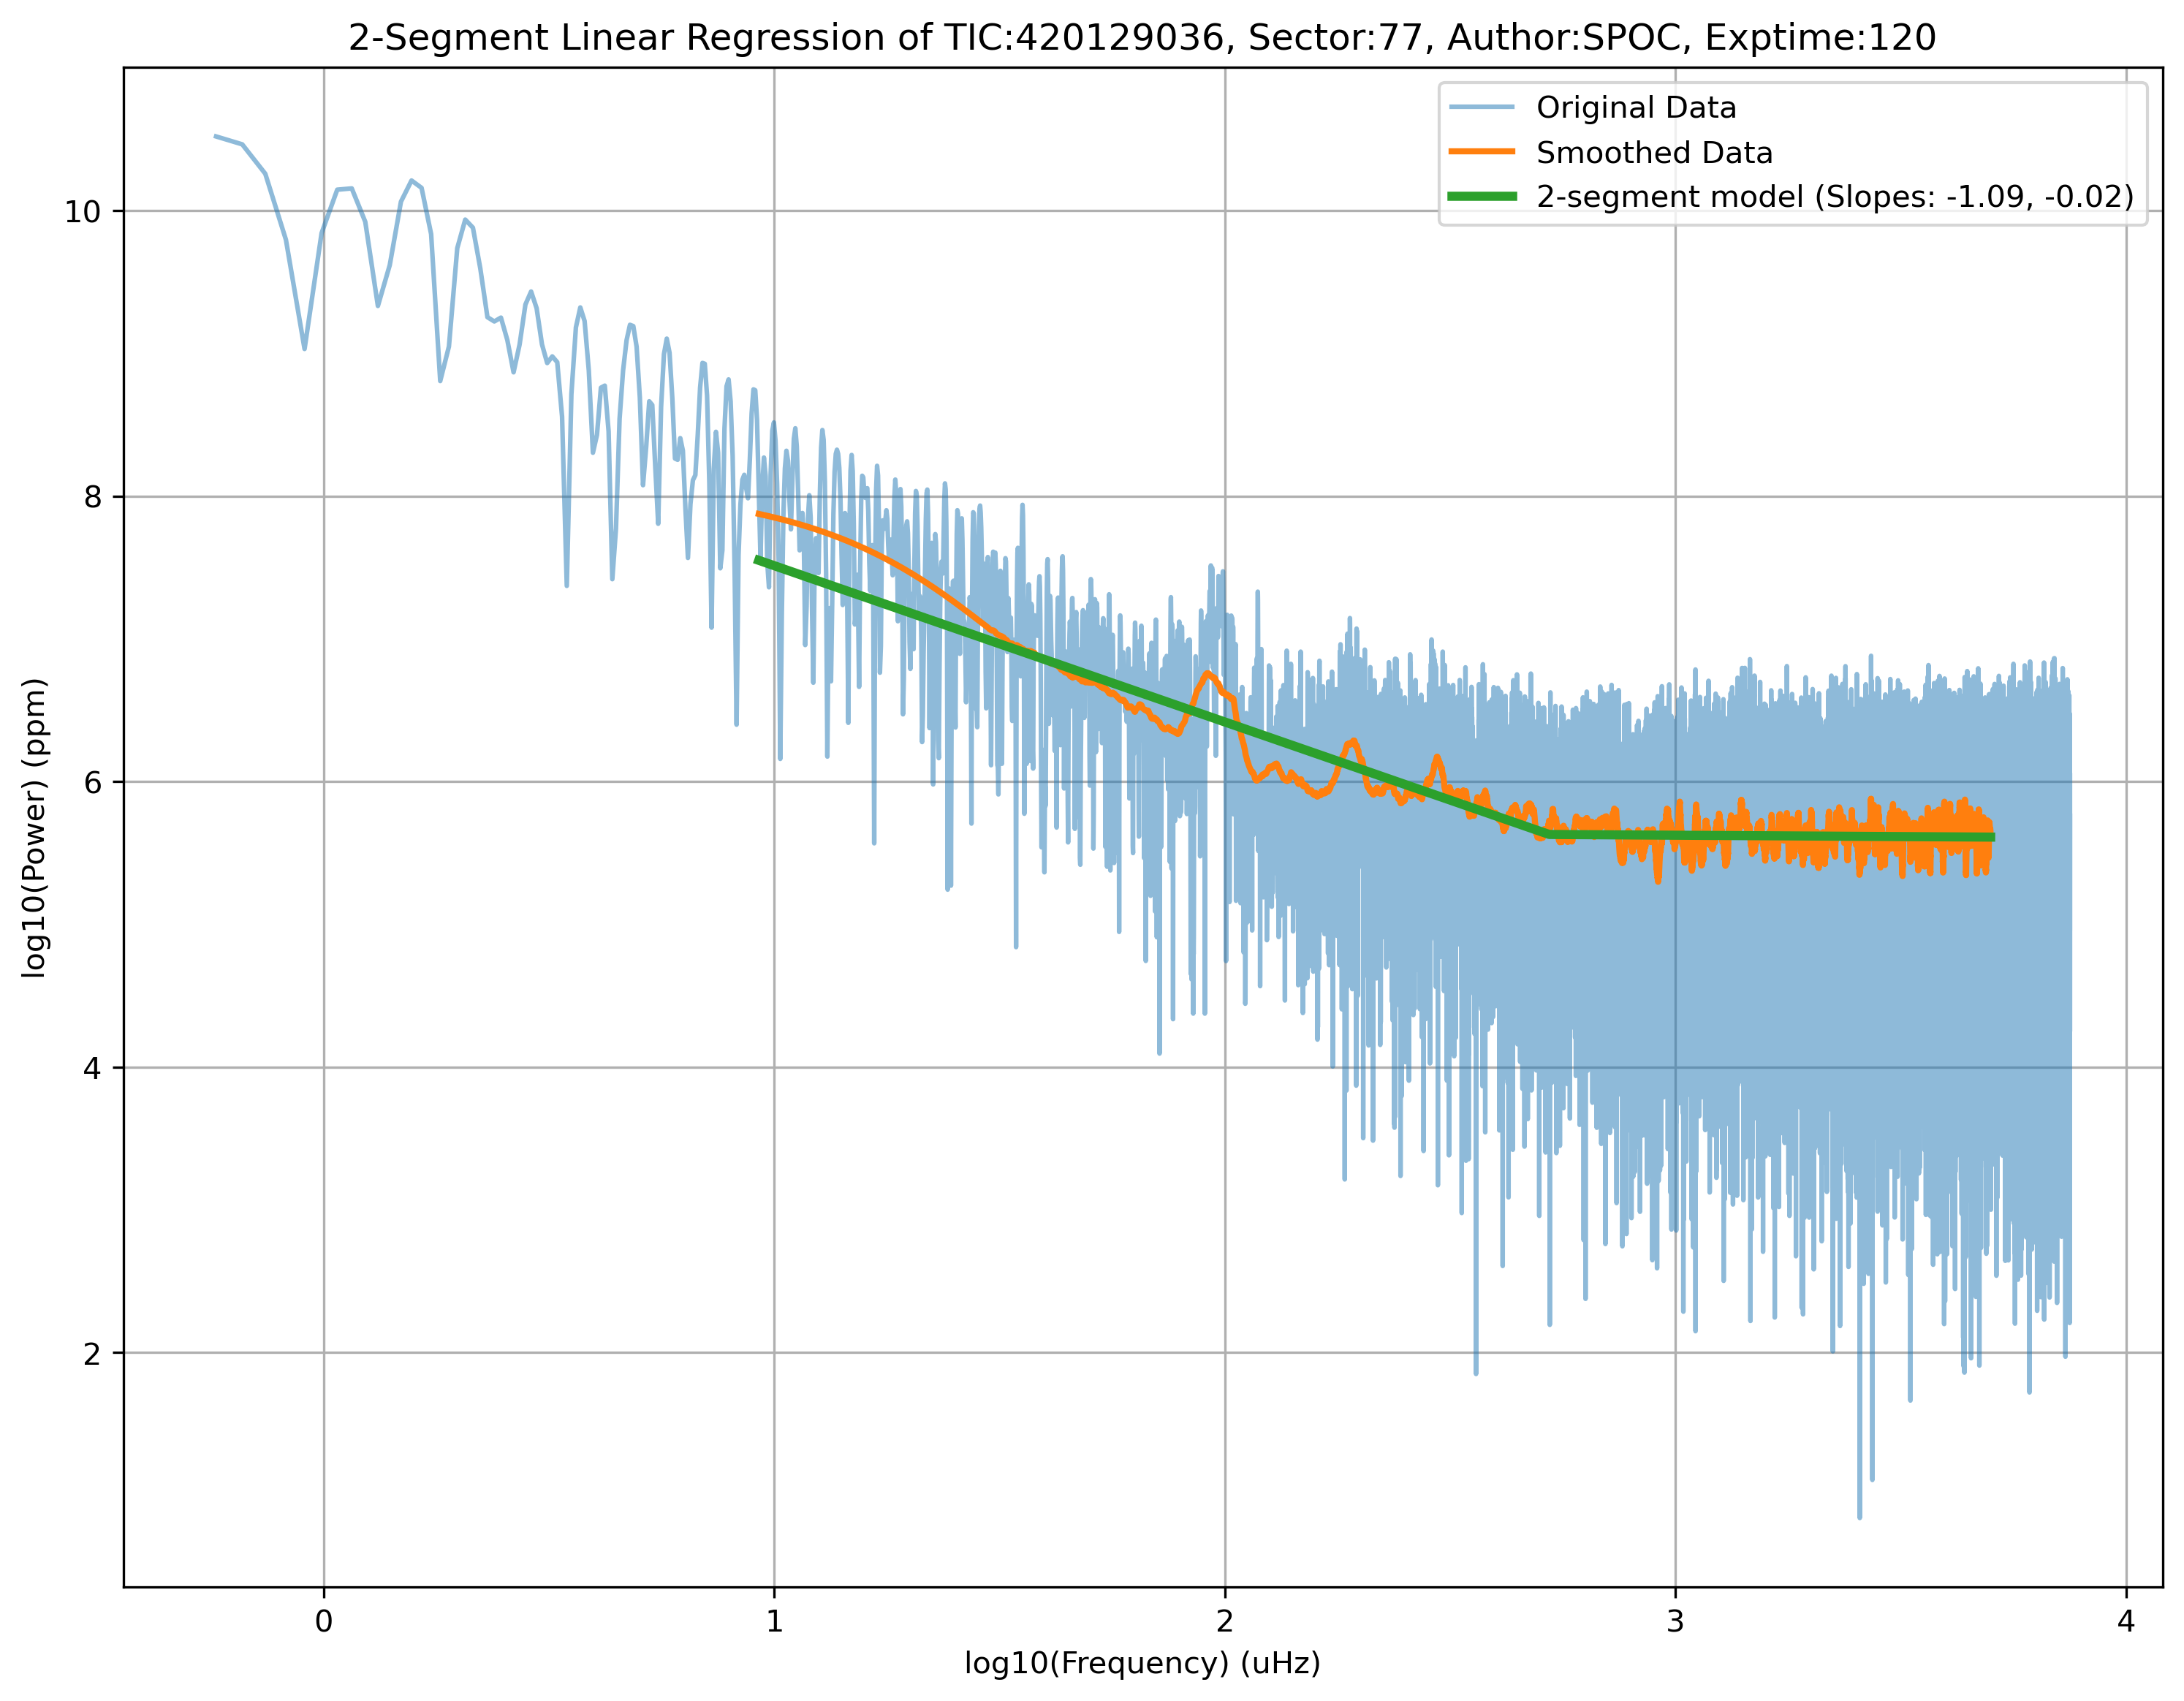 2-Segment Linear Regression of TIC:420129036, Sector:77, Author:SPOC, Exptime:120
Original Data
Smoothed Data
2-segment model (Slopes: -1.09, -0.02)
log10(Power) (ppm)
10
8
6
4
2
0
1
2
3
4
log10(Frequency) (uHz)